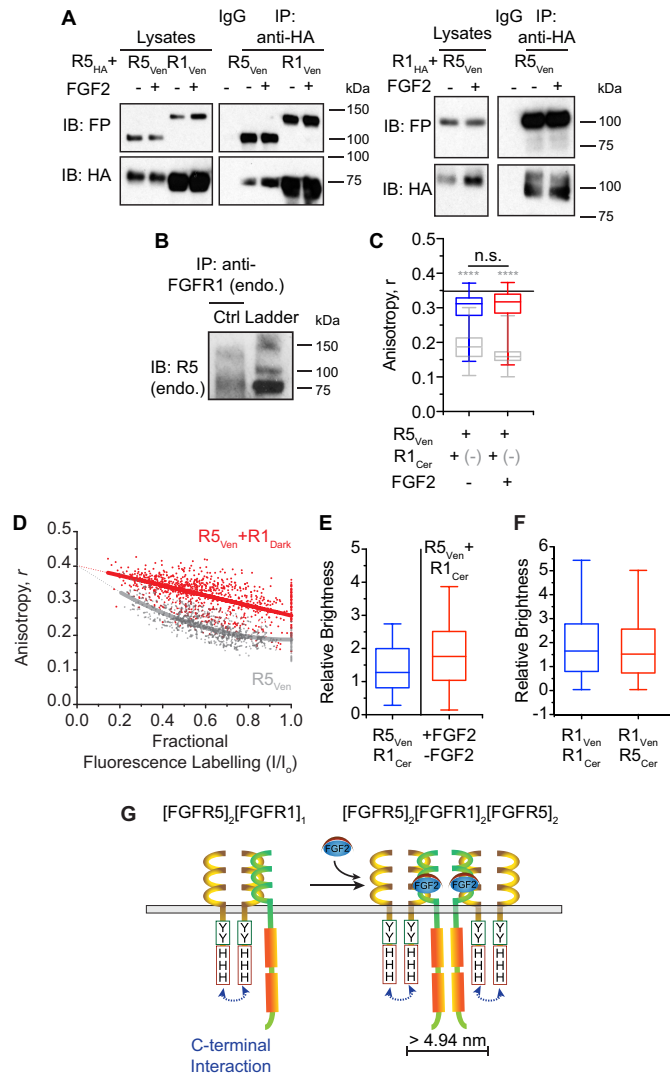 A
Lysates
IgG IP: anti-HA
R5HA+ R5Ven R1Ven R5Ven R1Ven
FGF2 - + - + - + - +
kDa
IB: FP
150
100
IB: HA
100
75
Lysates
IgG IP: anti-HA
R1HA+ R5Ven R5Ven
FGF2 - + - +
kDa
IB: FP
100
75
IB: HA
100
75
B
IP: anti-
FGFR1 (endo.)
Ctrl Ladder
kDa
IB: R5
(endo.)
150
100
75
C
n.s.
**** ****
Anisotropy, r
0.5
0.4
0.3
0.2
0.1
0.0
R5Ven + +
R1Cer + (-) + (-)
FGF2 - +
D
R5Ven+R1Dark
R5Ven
Anisotropy, r
0.5
0.4
0.3
0.2
0.1
0.0
0.0 0.2 0.4 0.6 0.8 1.0
Fractional
Fluorescence Labelling (I/Io)
E
R5Ven+
R1Cer
Relative Brightness
5
4
3
2
1
0
R5Ven +FGF2
R1Cer -FGF2
F
Relative Brightness
6
5
4
3
2
1
0
-1
R1Ven R1Ven
R1Cer R5Cer
G
[FGFR5]2[FGFR1]1
[FGFR5]2[FGFR1]2[FGFR5]2
FGF2
FGF2 FGF2
Y Y Y Y Y Y
Y Y Y Y Y Y
H H H H H H
H H H H H H
H H H H H H
C-terminal
Interaction
> 4.94 nm